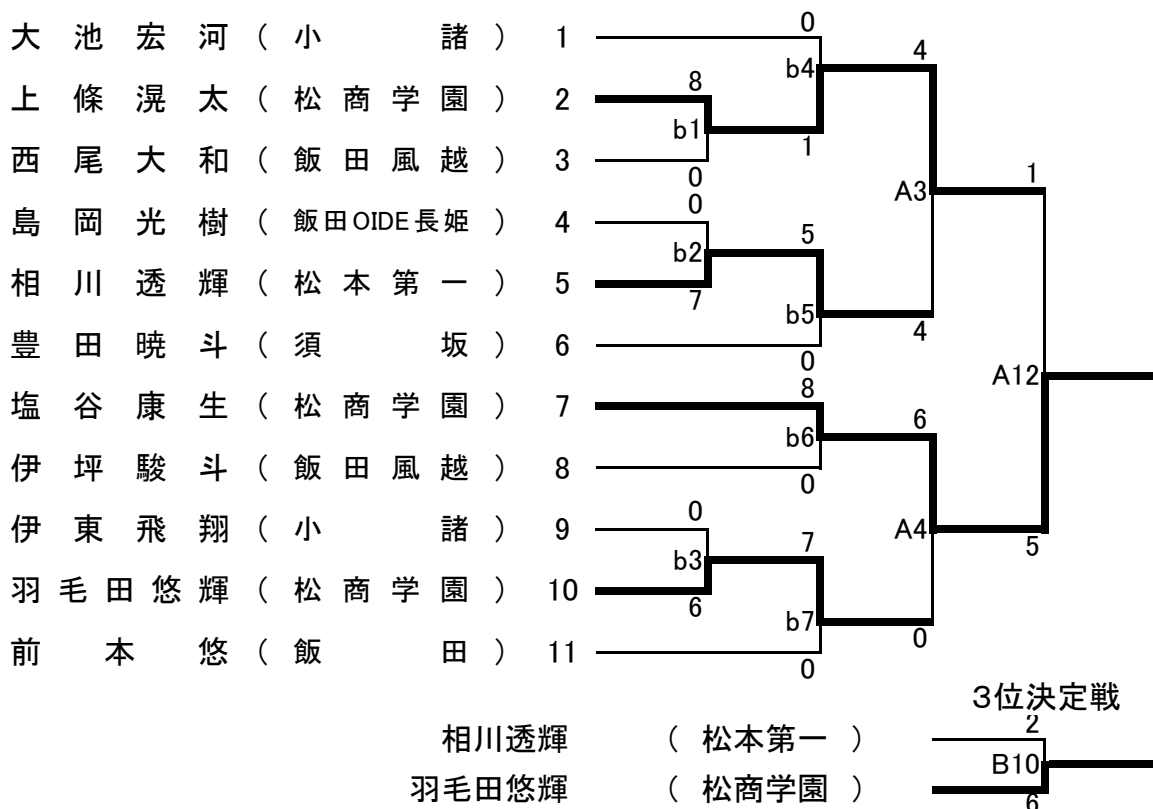 0
大池宏河(小諸) 1
4
b4
8
上條滉太(松商学園) 2
b1
1
西尾大和(飯田風越) 3
0
1
A3
0
島岡光樹(飯田OIDE長姫) 4
5
b2
相川透輝(松本第一) 5
7
b5
4
豊田暁斗(須坂) 6
0
A12
8
塩谷康生(松商学園) 7
6
b6
伊坪駿斗(飯田風越) 8
0
0
伊東飛翔(小諸) 9
7
A4
5
b3
羽毛田悠輝(松商学園) 10
6
b7
0
前本悠(飯田) 11
0
3位決定戦
2
相川透輝 (松本第一)
B10
羽毛田悠輝 (松商学園)
6